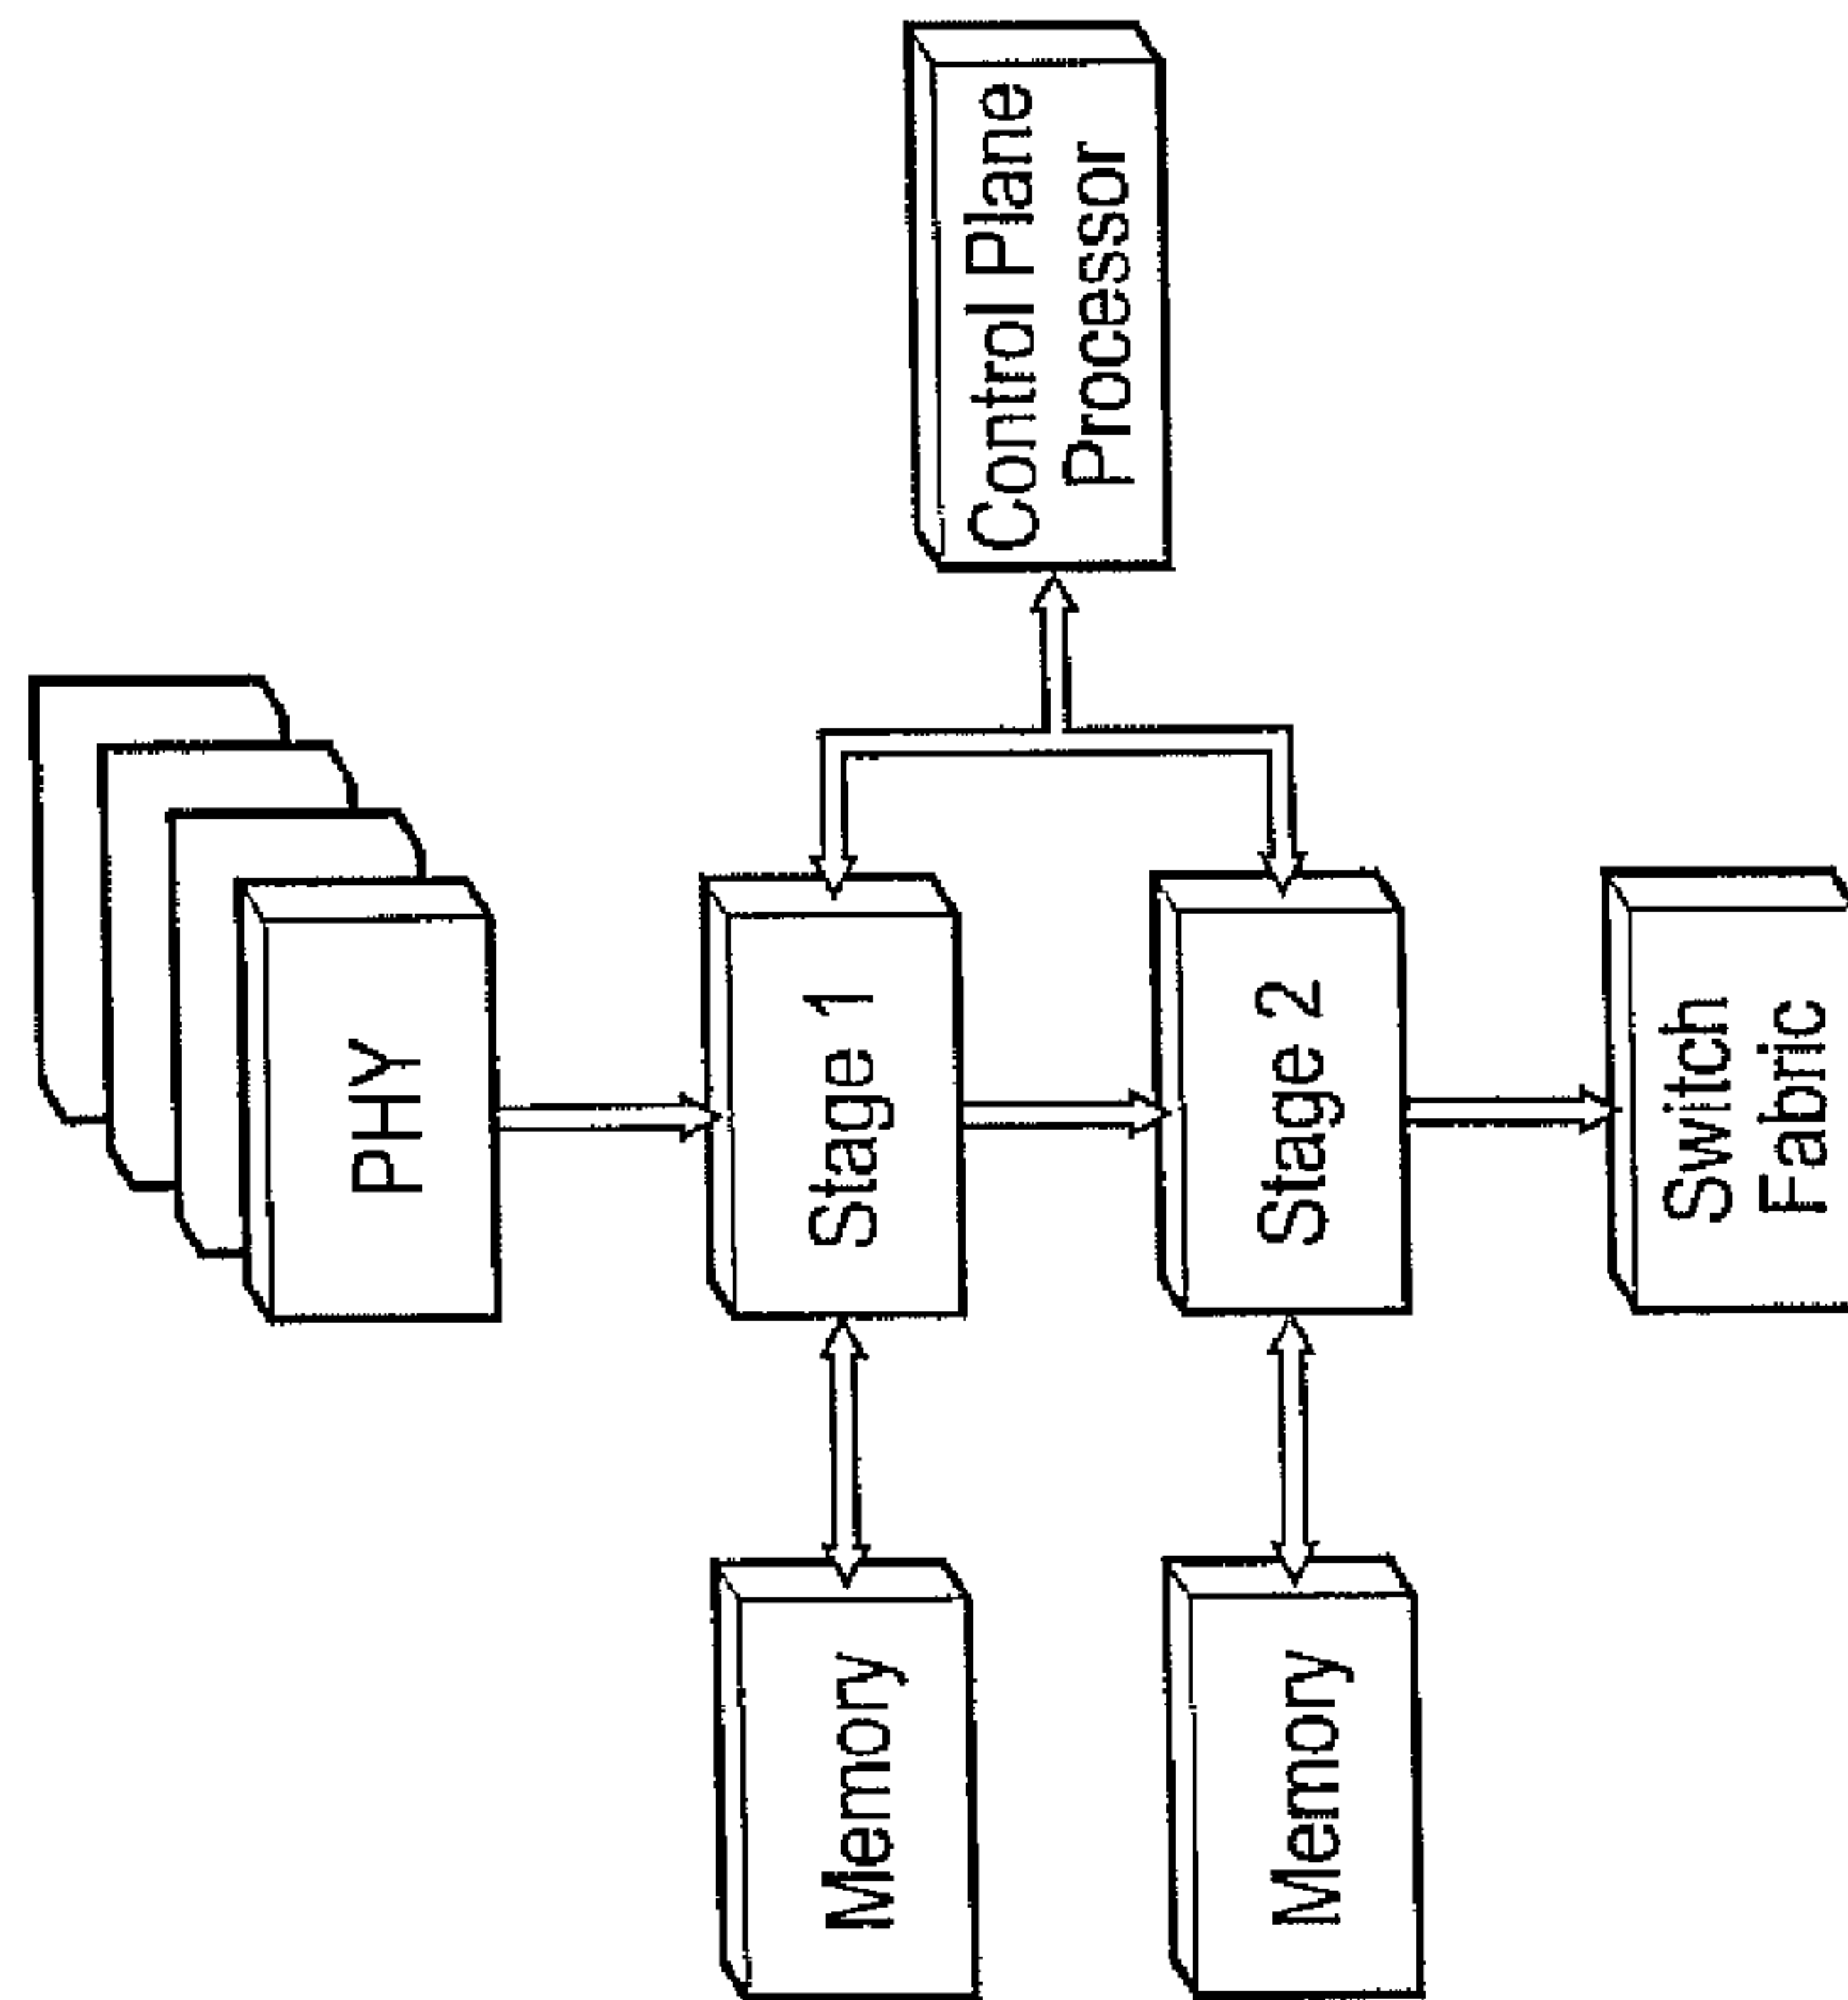 PHY
Stage 1
Stage 2
Switch
Fabric
Control Plane
Processor
Memory
Memory